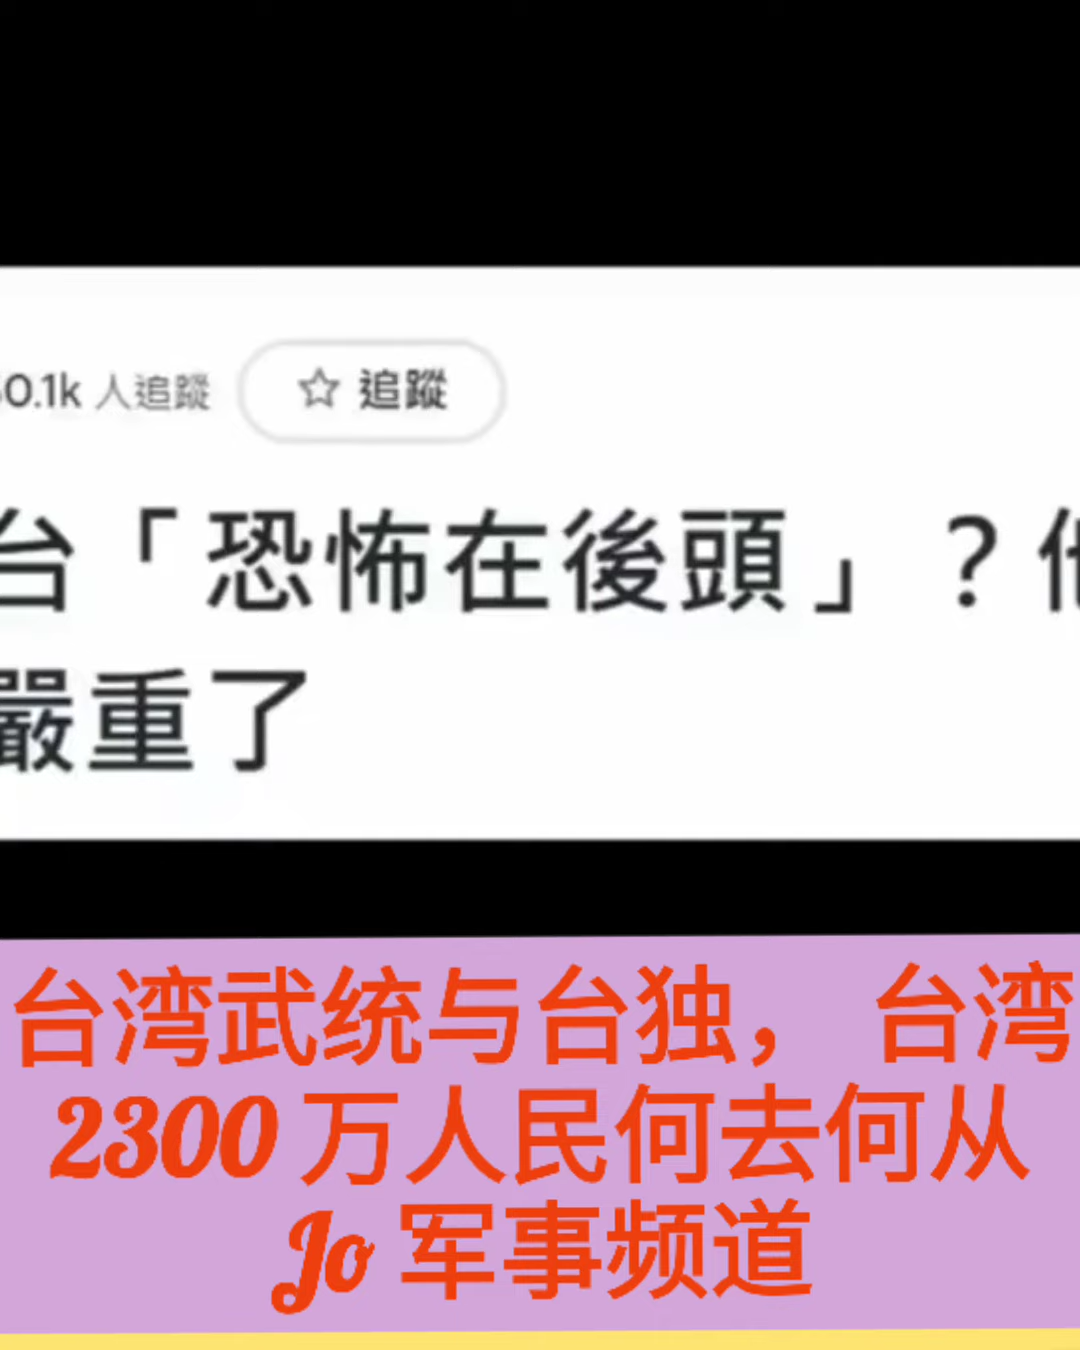 0.1k 人追蹤 ☆ 追蹤
台「恐怖在後頭」?
嚴重了
台湾武统与台独，台湾
2300 万人民何去何从
Jo 军事频道